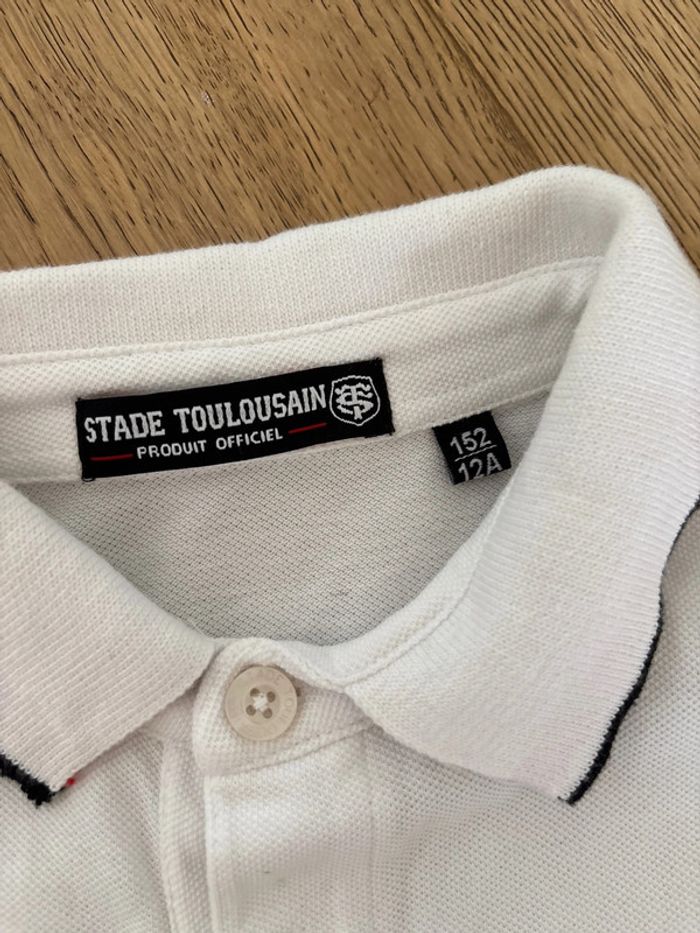 STADE TOULOUSAIN
PRODUIT OFFICIEL
152
12A